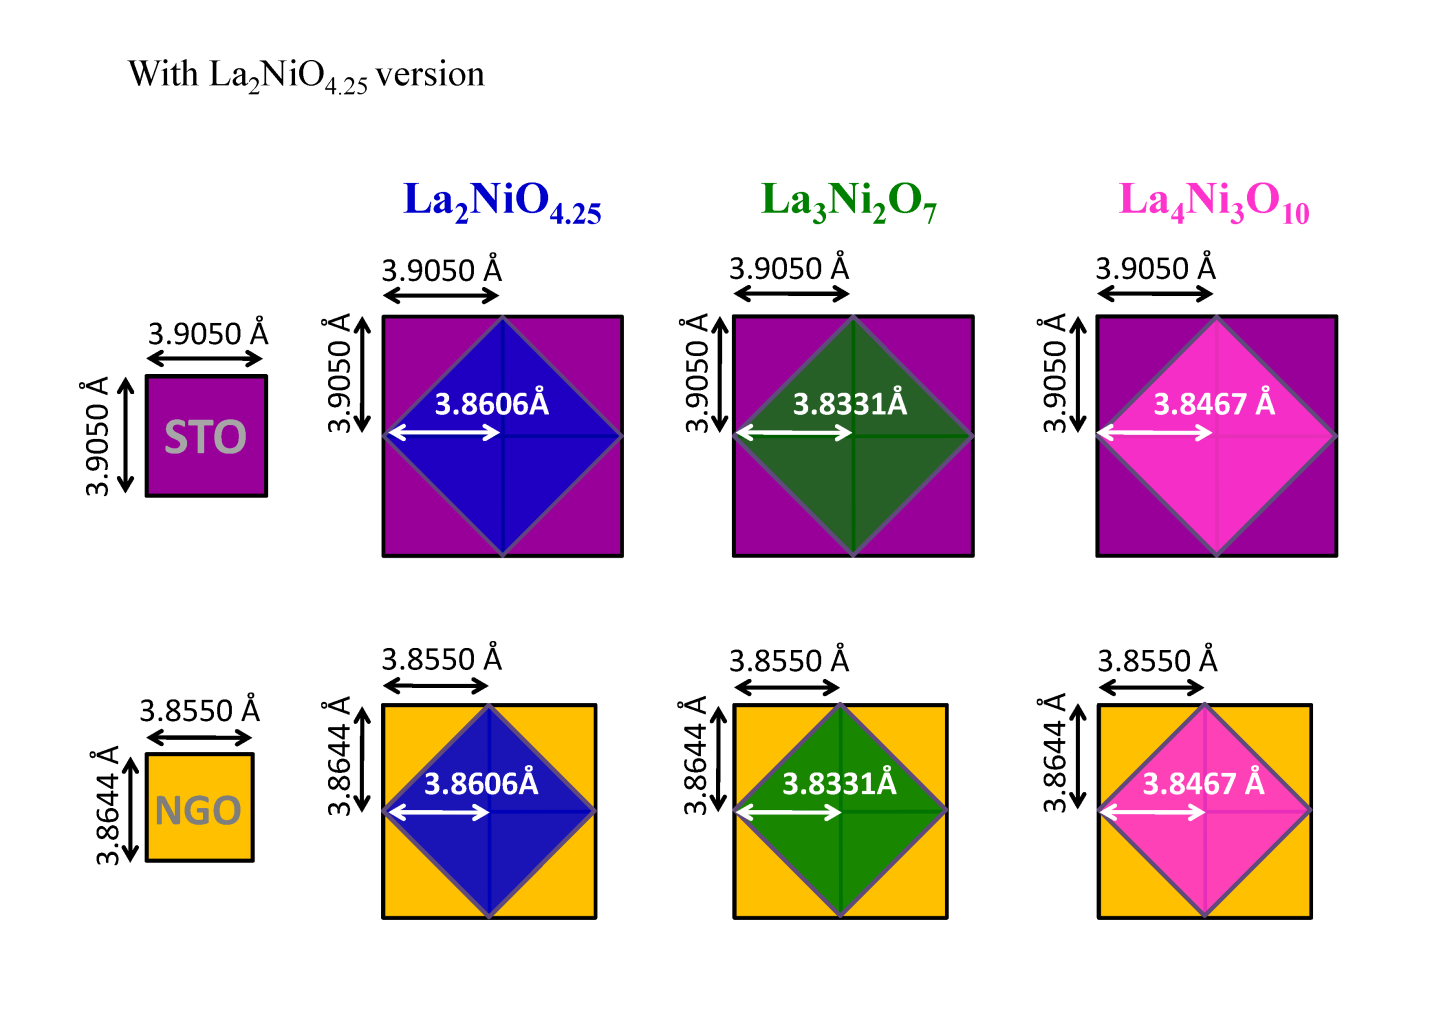 With La₂NiO₄.₂₅ version
La₂NiO₄.₂₅
La₃Ni₂O₇
La₄Ni₃O₁₀
3.9050 Å
3.9050 Å
3.9050 Å
3.9050 Å
3.9050 Å
3.9050 Å
3.9050 Å
3.9050 Å
STO
3.8606Å
3.8331Å
3.8467 Å
3.8550 Å
3.8550 Å
3.8550 Å
3.8550 Å
3.8644 Å
3.8644 Å
3.8644 Å
3.8644 Å
NGO
3.8606Å
3.8331Å
3.8467 Å